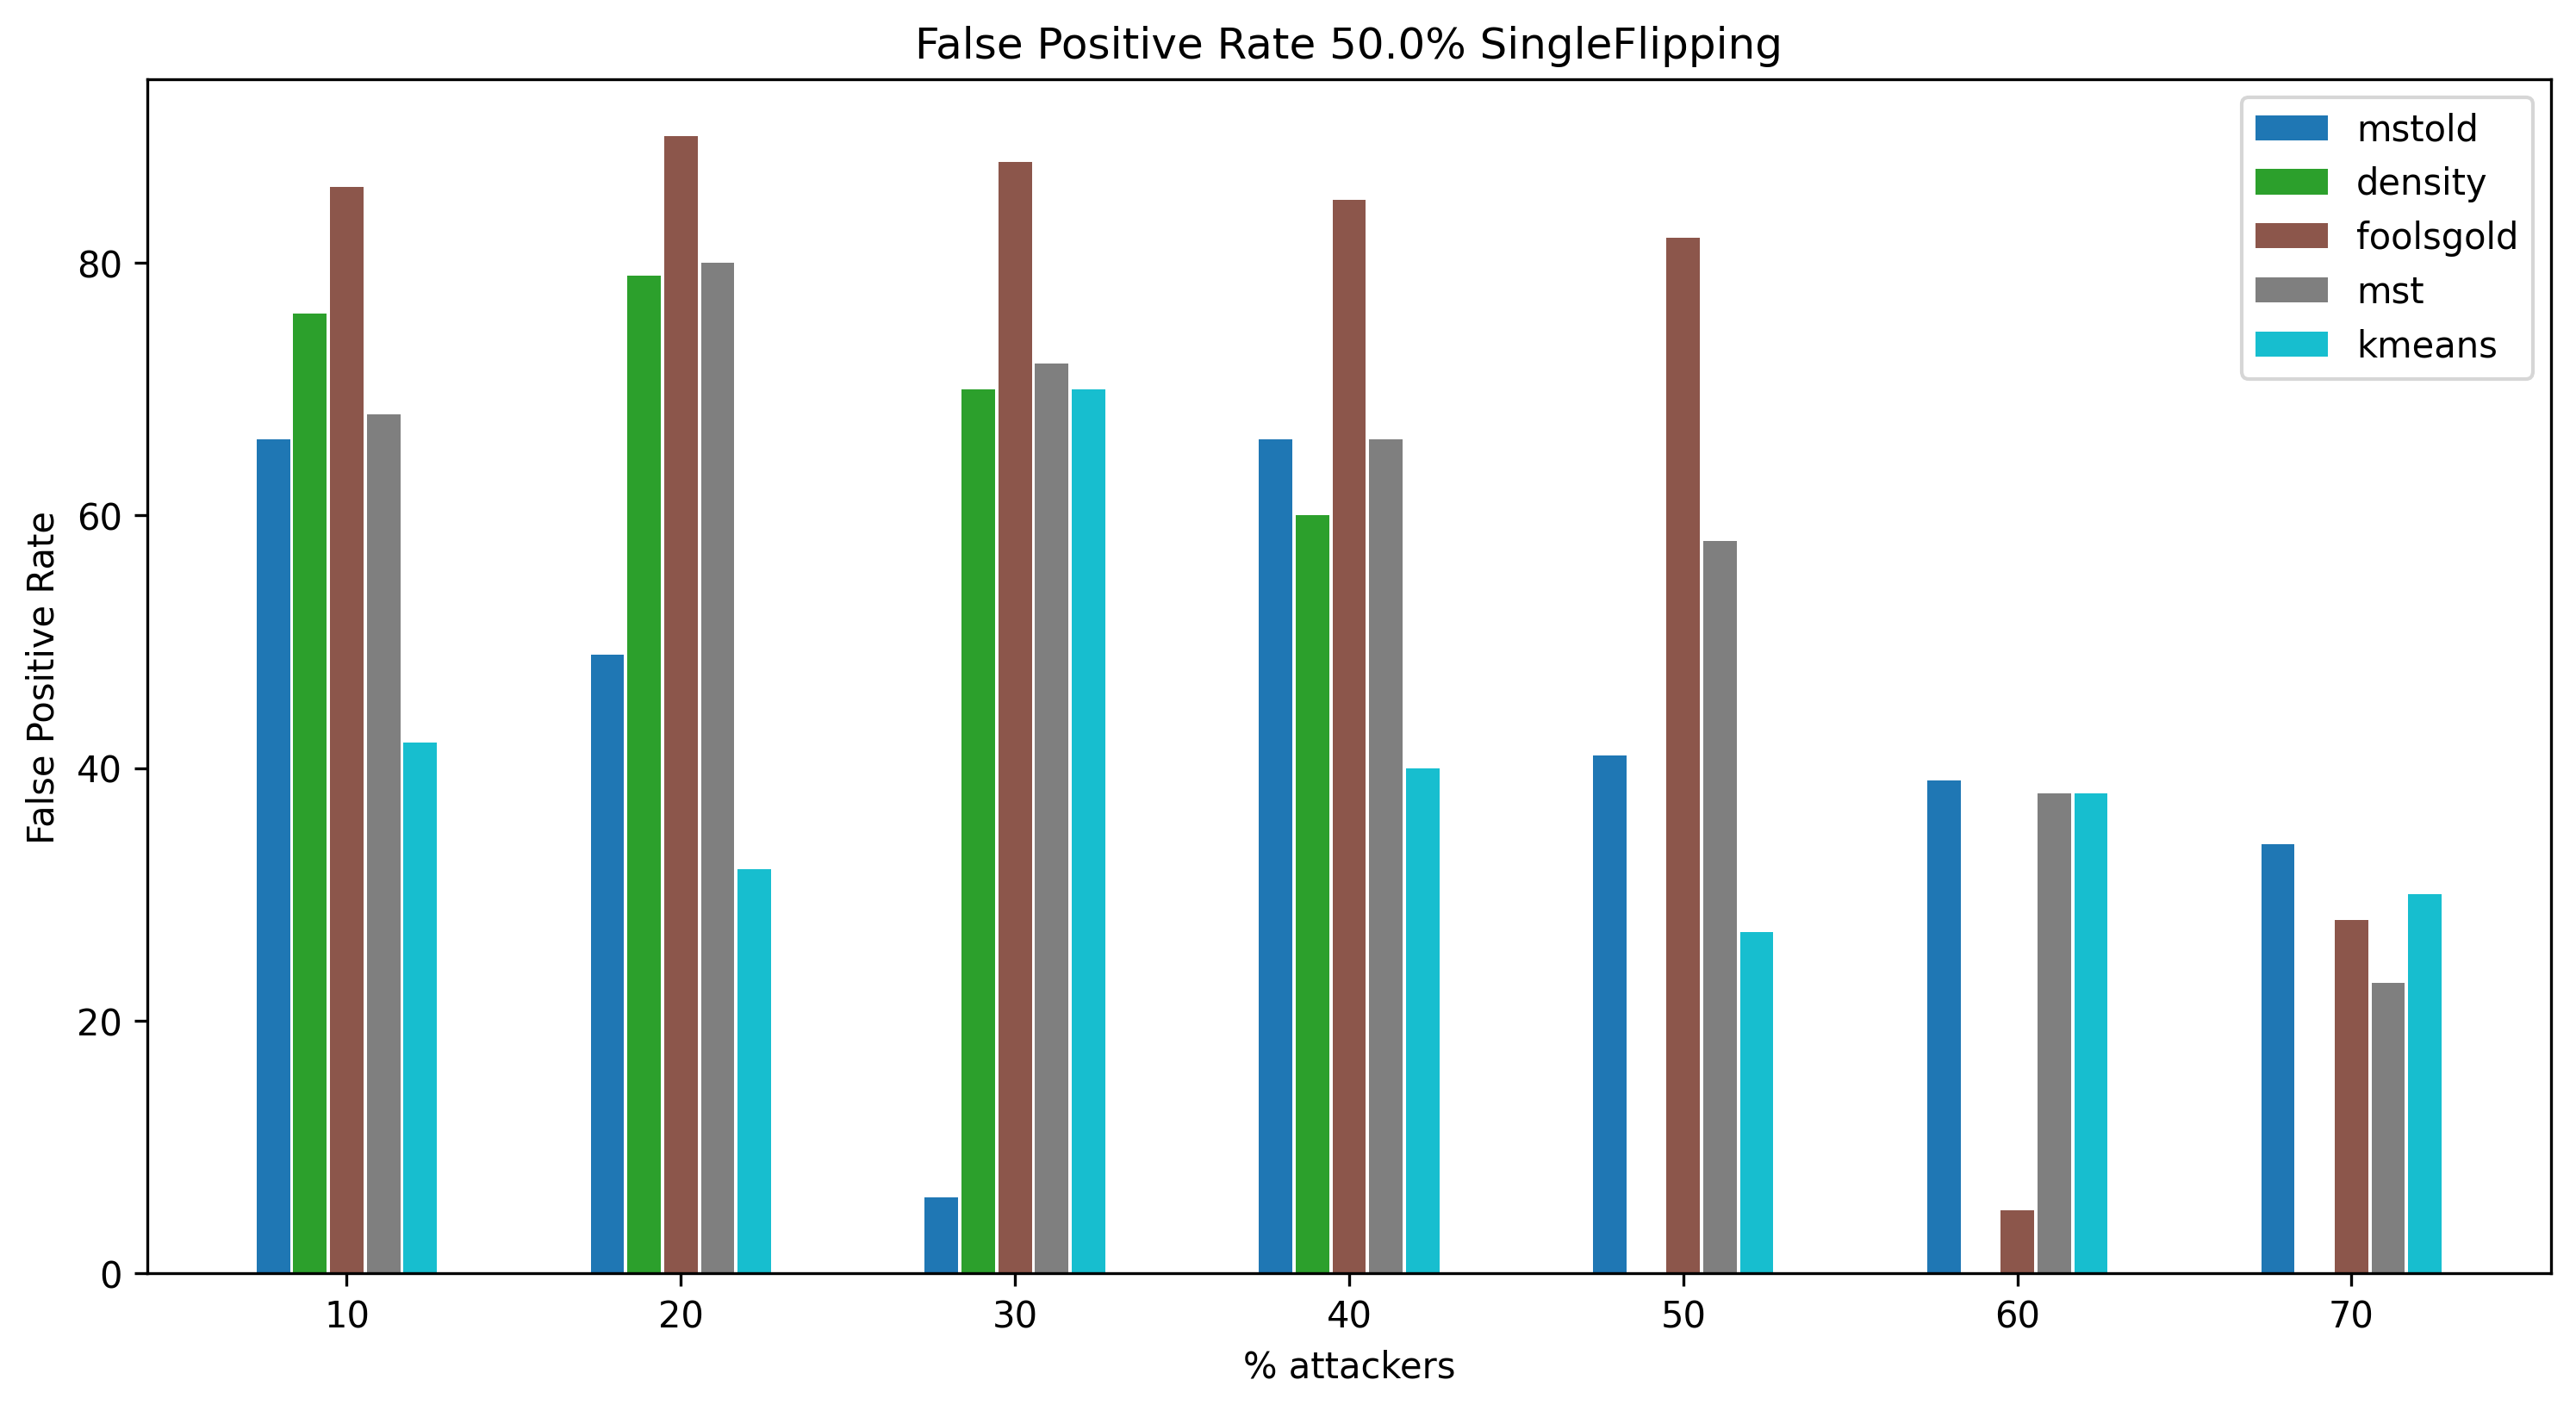 False Positive Rate 50.0% SingleFlipping
mstold
density
foolsgold
mst
kmeans
False Positive Rate
80
60
40
20
0
10 20 30 40 50 60 70
% attackers